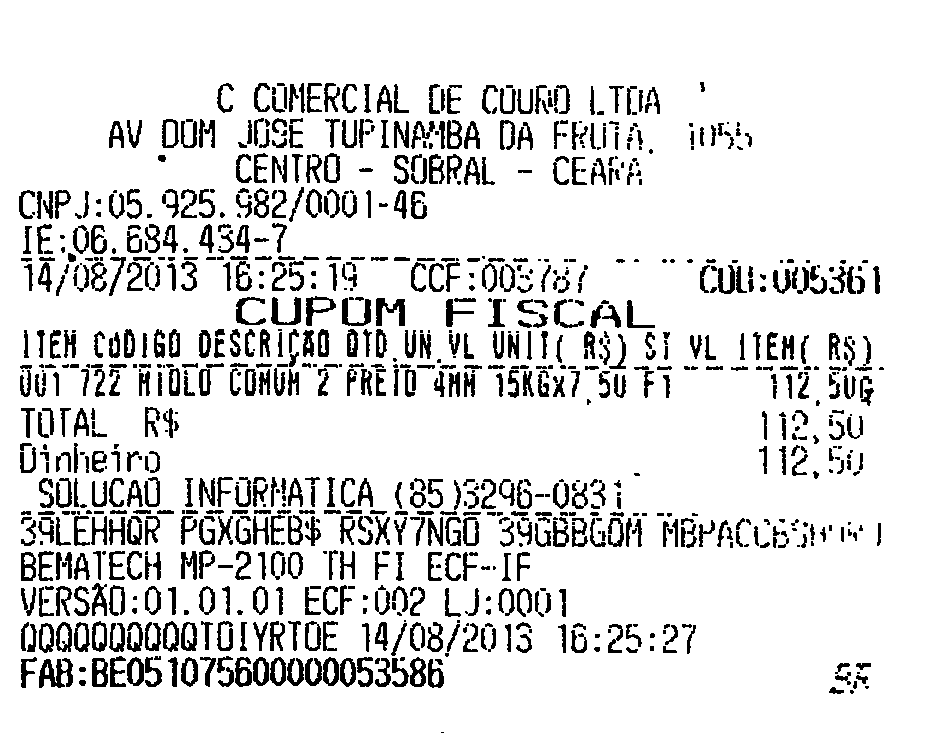 C COMERCIAL DE COURO LTDA
AV DOM JOSE TUPINAMBA DA FRUTA, 1055
CENTRO - SOBRAL - CEARA
CNPJ:05.925.982/0001-46
IE:06.684.434-7
14/08/2013 16:25:19 CCF:003787 COO:005361
CUPOM FISCAL
ITEM CÓDIGO DESCRIÇÃO QTD.UN.VL UNIT( R$) ST VL ITEM( R$)
001 722 MIOLO COMUM 2 PRETO 4MM 15KGx7,50 F1 112,50G
TOTAL R$ 112,50
Dinheiro 112,50
SOLUCAO INFORMATICA (85)3296-0831
39LEHHQR PGXGHEB$ RSXY7NGO 39GBBGOM
BEMATECH MP-2100 TH FI ECF-IF
VERSÃO:01.01.01 ECF:002 LJ:0001
QQQQQQQQQQTOIYRTOE 14/08/2013 16:25:27
FAB:BE0510756000000053586
BR